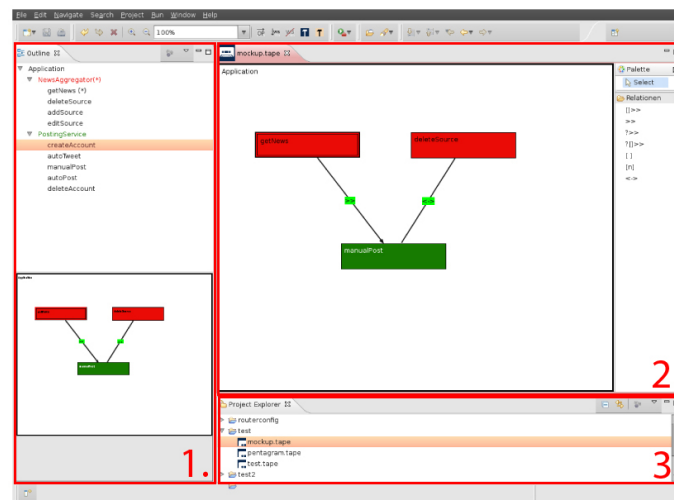 File Edit Navigate Search Project Run Window Help
100%
Outline
Application
NewsAggregator(*)
getNews (*)
deleteSource
addSource
editSource
PostingService
createAccount
autoTweet
manualPost
autoPost
deleteAccount
1.
mockup.tape
Application
getNews
deleteSource
>>
<->
manualPost
2
Palette
Select
Relationen
[]>>
>>
?>>
?[]>>
[ ]
[n]
<->
Project Explorer
routerconfig
test
mockup.tape
pentagram.tape
test.tape
test2
3